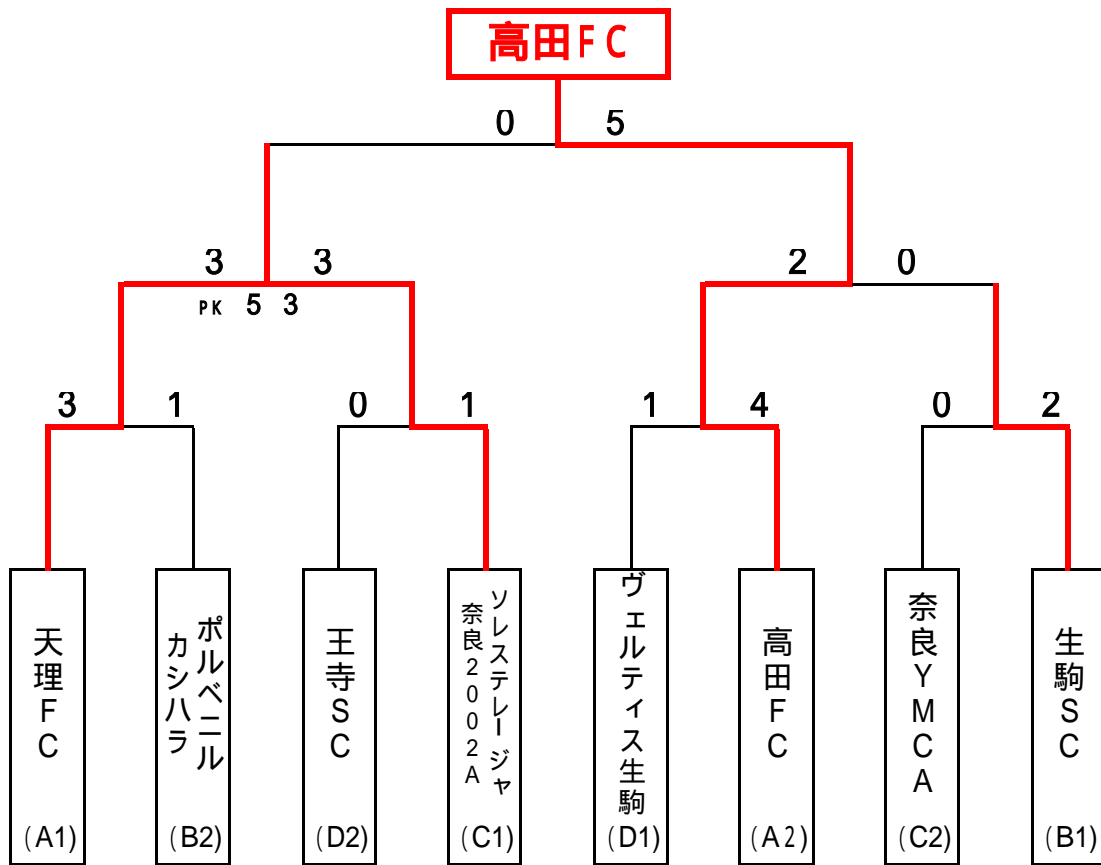 高田FC
0 5
3 3
2 0
PK 5 3
3 1
0 1
1 4
0 2
天理FC
(A1)
ポルベニル
カシハラ
(B2)
王寺SC
(D2)
ソレステレージャ
奈良2002A
(C1)
ヴェルティス生駒
(D1)
高田FC
(A2)
奈良YMCA
(C2)
生駒SC
(B1)